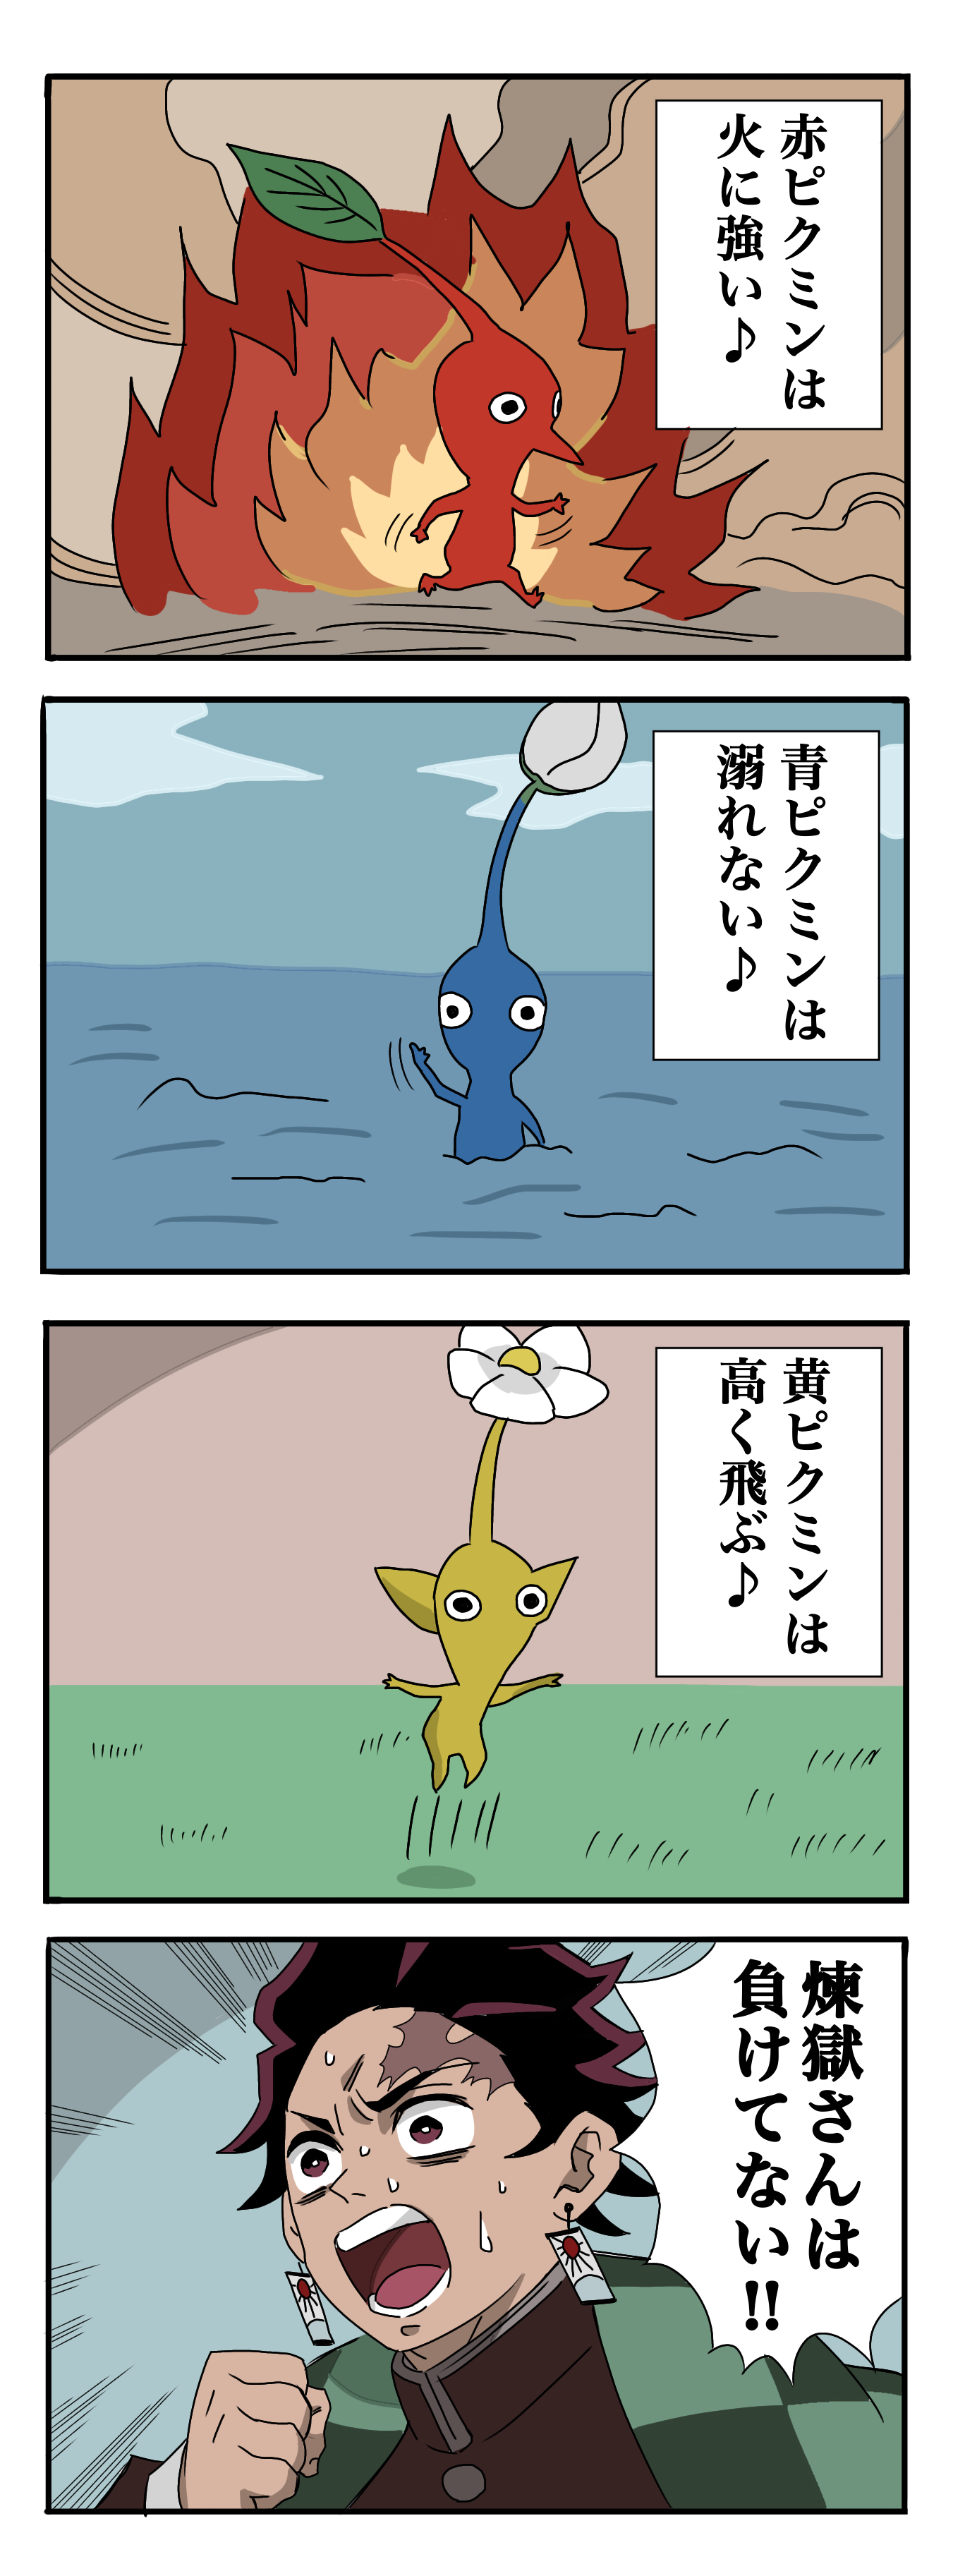 赤ピクミンは
火に強い♪
青ピクミンは
溺れない♪
黄ピクミンは
高く飛ぶ♪
煉獄さんは
負けてない!!